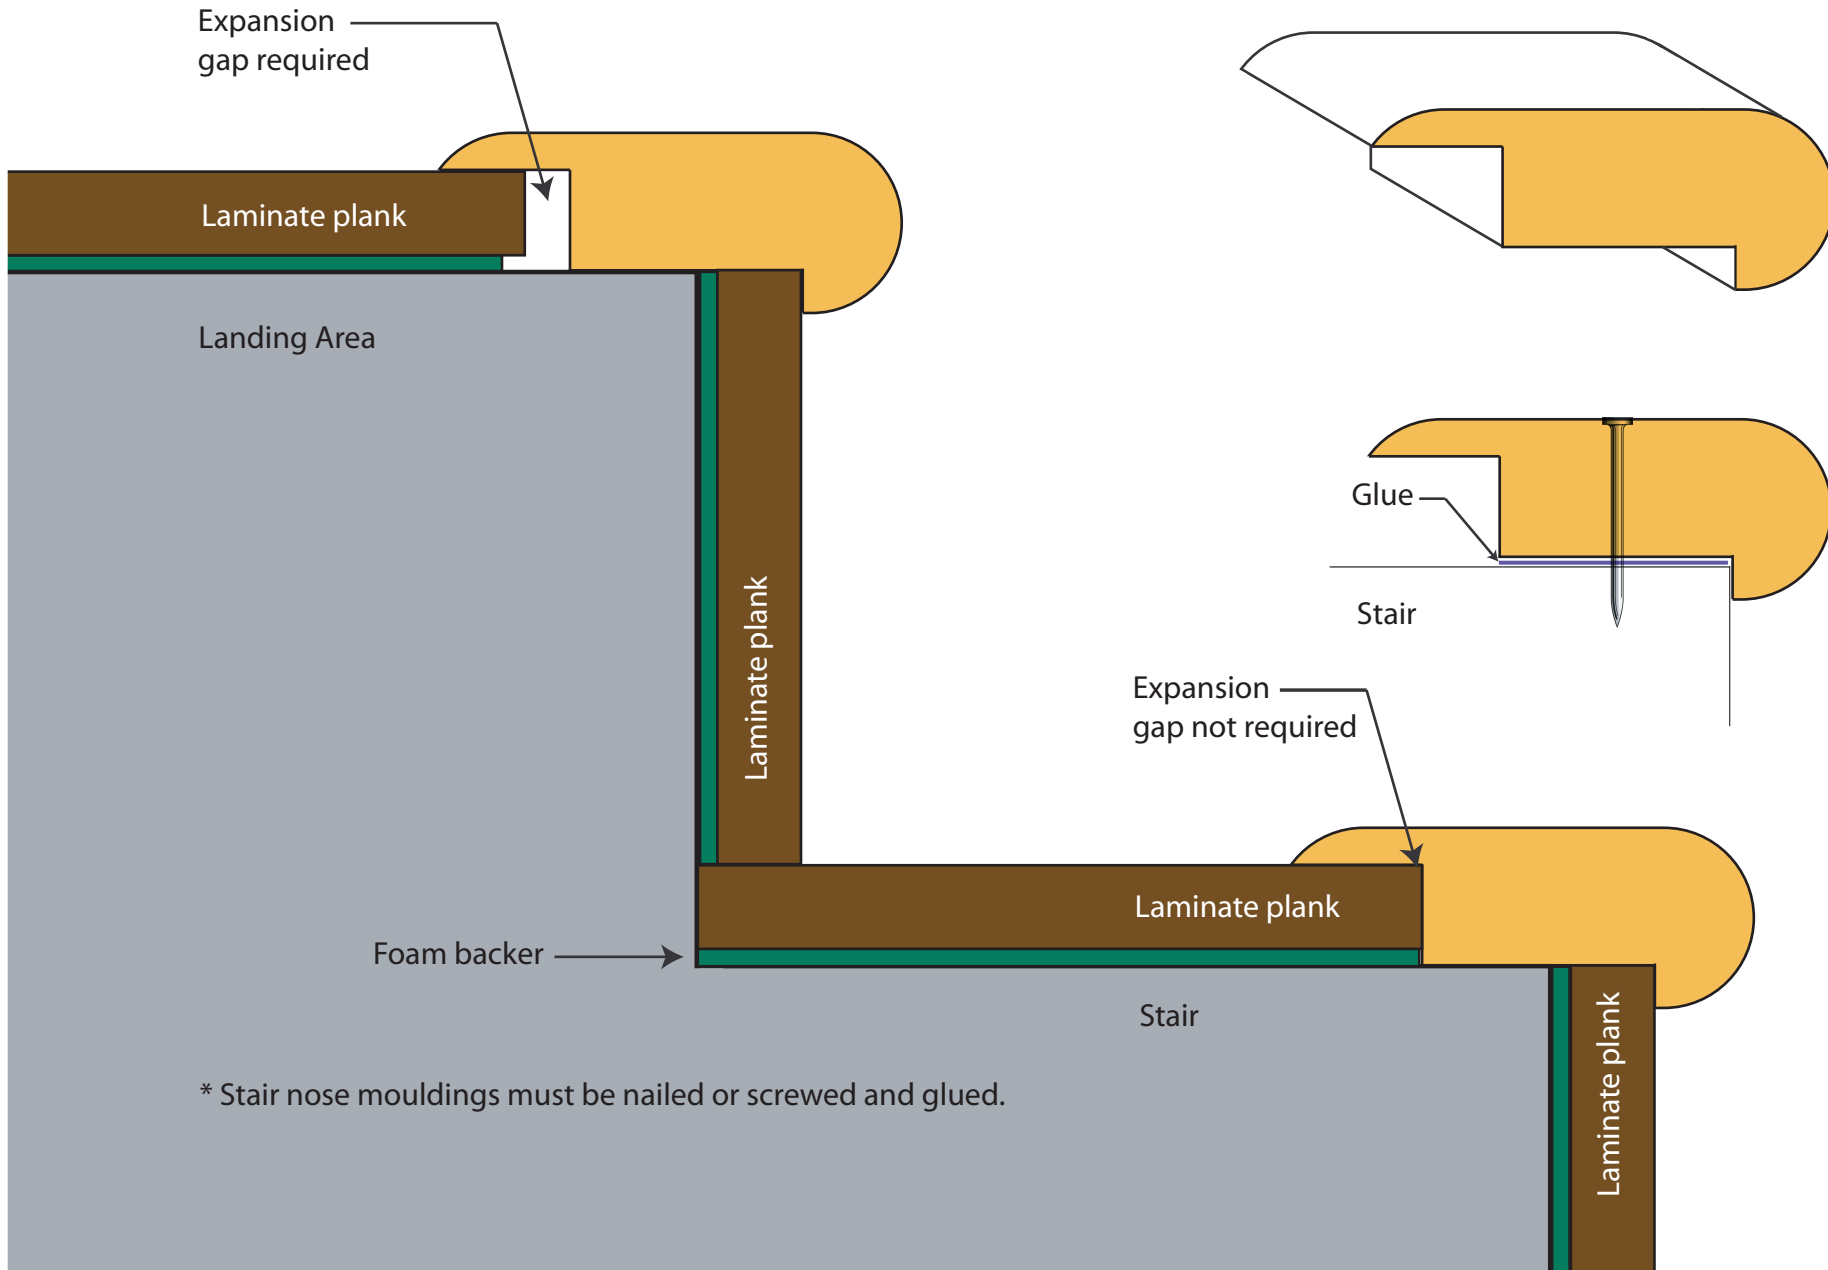 Expansion
gap required
Laminate plank
Landing Area
Glue
Stair
Laminate plank
Expansion
gap not required
Laminate plank
Foam backer
Stair
Laminate plank
* Stair nose mouldings must be nailed or screwed and glued.